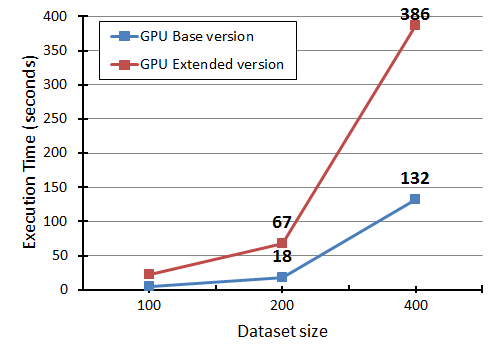 400
350
300
250
200
150
100
50
0
Execution Time (seconds)
GPU Base version
GPU Extended version
386
132
67
18
100 200 400
Dataset size